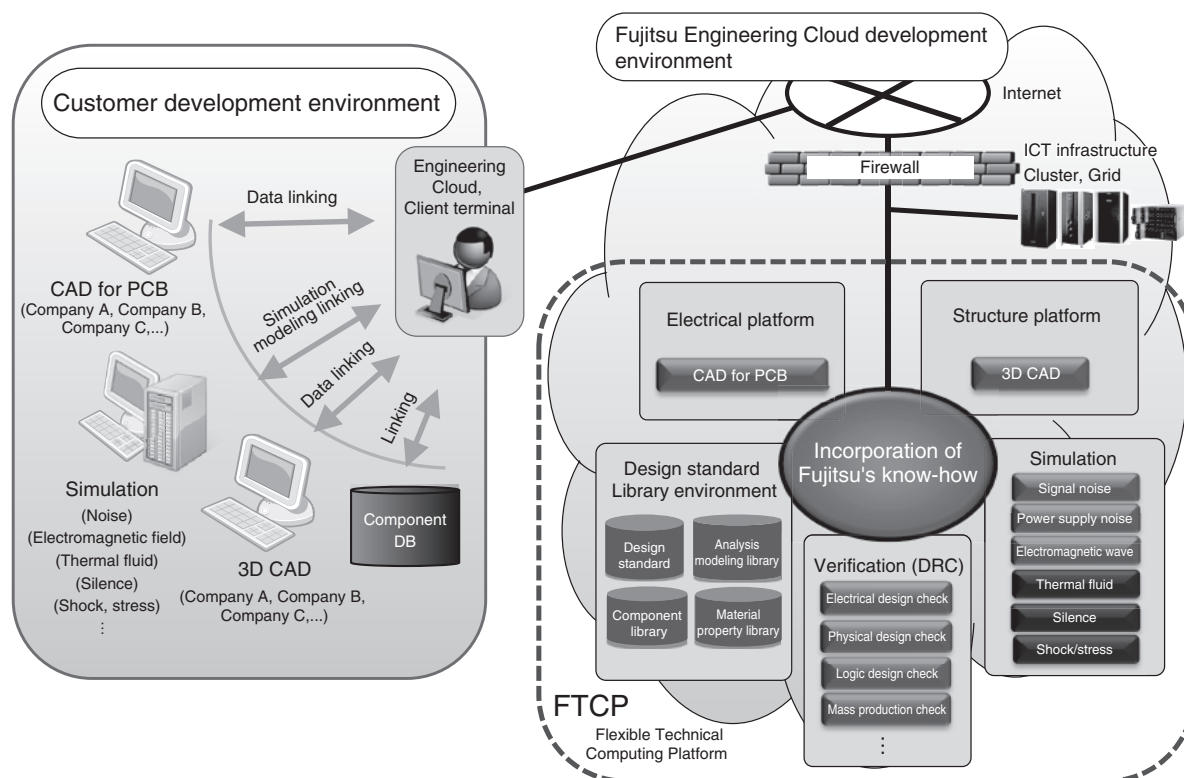 Customer development environment
CAD for PCB
(Company A, Company B,
Company C,...)
Data linking
Engineering
Cloud,
Client terminal
Simulation
modeling linking
Data linking
Linking
Simulation
(Noise)
(Electromagnetic field)
(Thermal fluid)
(Silence)
(Shock, stress)
⋮
3D CAD
(Company A, Company B,
Company C,...)
Component
DB
Fujitsu Engineering Cloud development
environment
Internet
Firewall
ICT infrastructure
Cluster, Grid
Electrical platform
CAD for PCB
Structure platform
3D CAD
Incorporation of
Fujitsu's know-how
Design standard
Library environment
Design
standard
Analysis
modeling library
Component
library
Material
property library
Verification (DRC)
Electrical design check
Physical design check
Logic design check
Mass production check
⋮
Simulation
Signal noise
Power supply noise
Electromagnetic wave
Thermal fluid
Silence
Shock/stress
FTCP
Flexible Technical
Computing Platform